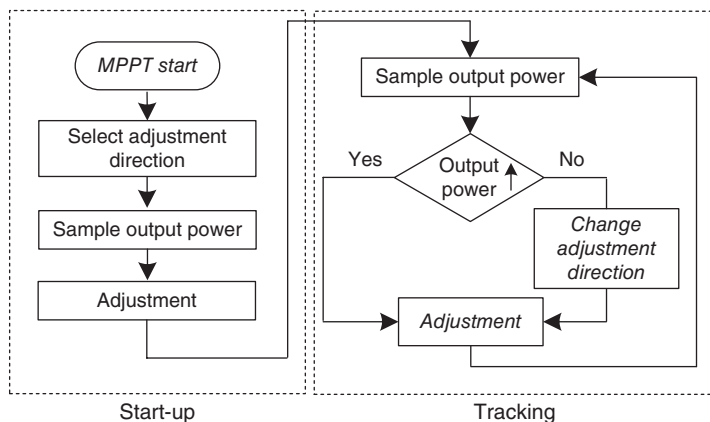 MPPT start
Select adjustment
direction
Sample output power
Adjustment
Start-up
Sample output power
Output
power
Yes
No
Change
adjustment
direction
Adjustment
Tracking